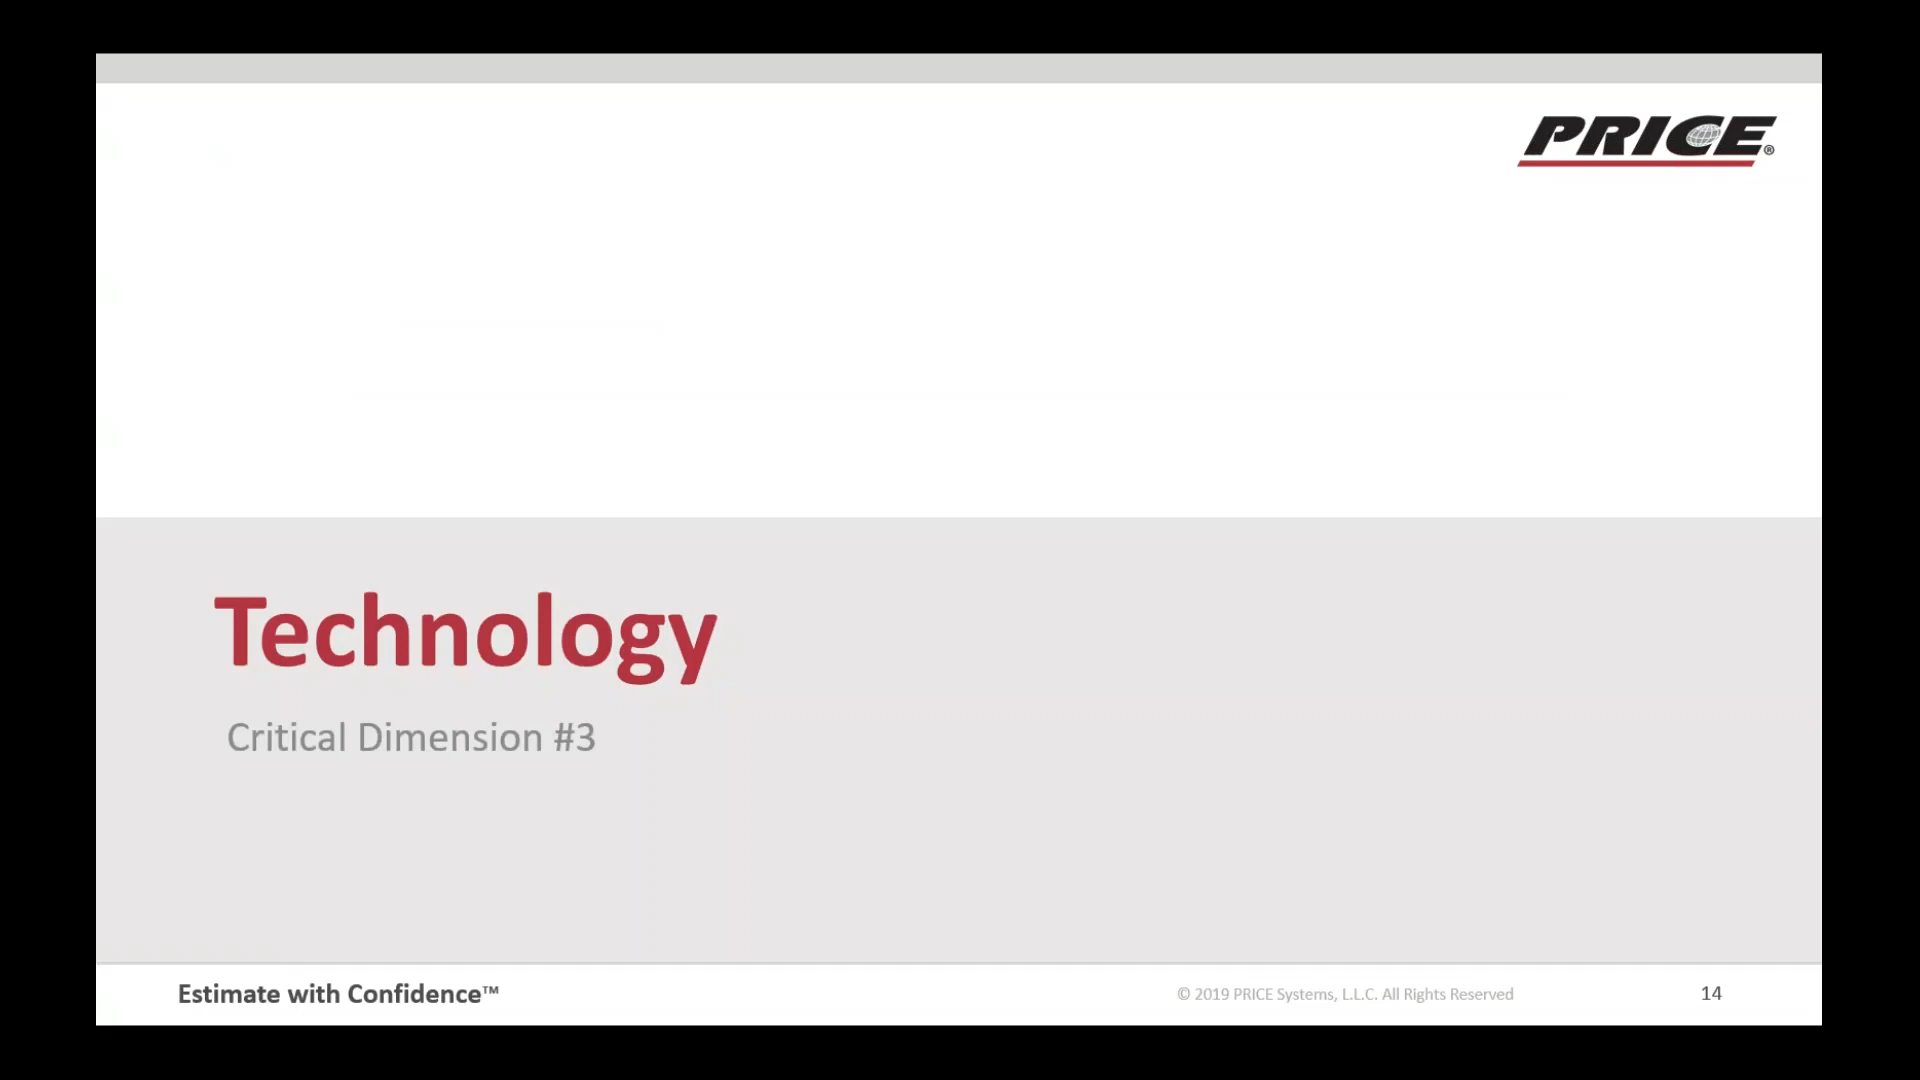 PRICE®
Technology
Critical Dimension #3
Estimate with Confidence™
© 2019 PRICE Systems, L.L.C. All Rights Reserved
14